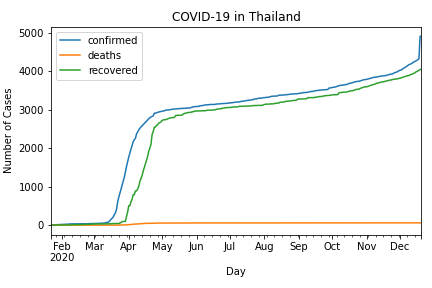 COVID-19 in Thailand
5000
4000
3000
2000
1000
0
Number of Cases
confirmed
deaths
recovered
Feb Mar Apr May Jun Jul Aug Sep Oct Nov Dec
2020
Day